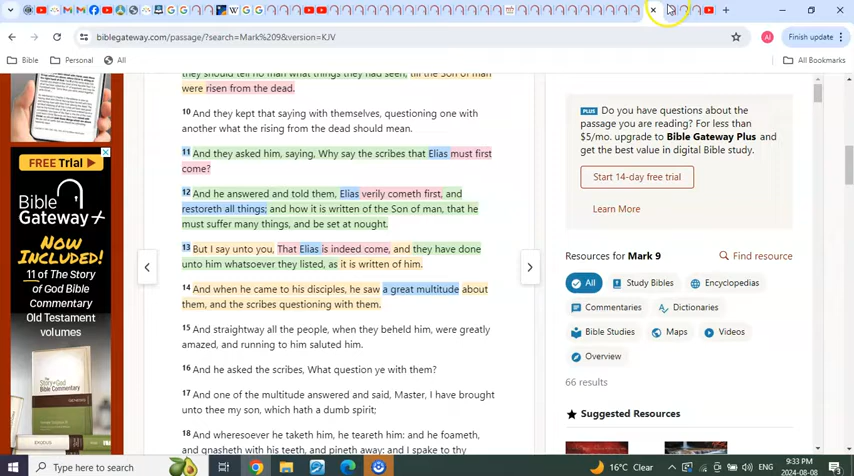 biblegateway.com/passage/?search=Mark%209&version=KJV
AI
Finish update
Bible
Personal
All
All Bookmarks
they should tell no man what things they had seen, till the Son of man
were risen from the dead.
10 And they kept that saying with themselves, questioning one with
another what the rising from the dead should mean.
11 And they asked him, saying, Why say the scribes that Elias must first
come?
12 And he answered and told them, Elias verily cometh first, and
restoreth all things; and how it is written of the Son of man, that he
must suffer many things, and be set at nought.
13 But I say unto you, That Elias is indeed come, and they have done
unto him whatsoever they listed, as it is written of him.
14 And when he came to his disciples, he saw a great multitude about
them, and the scribes questioning with them.
15 And straightway all the people, when they beheld him, were greatly
amazed, and running to him saluted him.
16 And he asked the scribes, What question ye with them?
17 And one of the multitude answered and said, Master, I have brought
unto thee my son, which hath a dumb spirit;
18 And wheresoever he taketh him, he teareth him: and he foameth,
and gnasheth with his teeth, and pineth away: and I spake to thy
FREE Trial
BIBLE
GATEWAY+
NOW
INCLUDED!
11 of The Story
of God Bible
Commentary
Old Testament
volumes
PLUS Do you have questions about the
passage you are reading? For less than
$5/mo. upgrade to Bible Gateway Plus and
get the best value in digital Bible study.
Start 14-day free trial
Learn More
Resources for Mark 9
Find resource
All
Study Bibles
Encyclopedias
Commentaries
Dictionaries
Bible Studies
Maps
Videos
Overview
66 results
Suggested Resources
Type here to search
16°C Clear
ENG
9:33 PM
2024-08-08